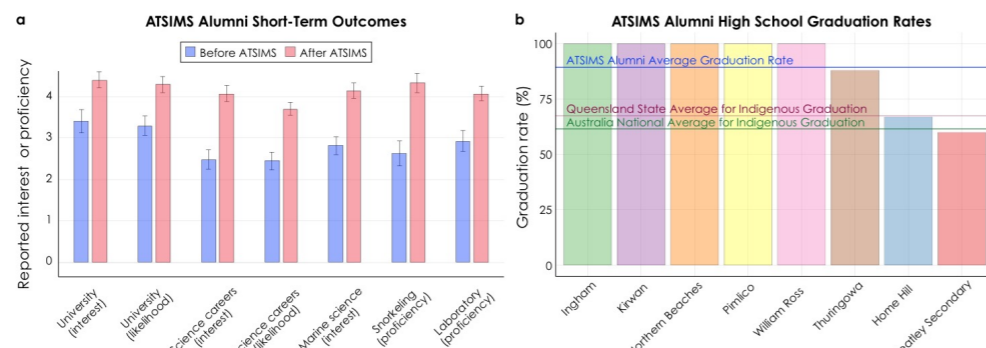 a
ATSIMS Alumni Short-Term Outcomes
Before ATSIMS After ATSIMS
Reported interest or proficiency
4
3
2
1
0
University
(interest)
University
(likelihood)
Science careers
(interest)
(likelihood)
careers
Marine science
(interest)
Snorkeling
(proficiency)
Laboratory
(proficiency)
b
ATSIMS Alumni High School Graduation Rates
Graduation rate (%)
100
75
50
25
0
ATSIMS Alumni Average Graduation Rate
Queensland State Average for Indigenous Graduation
Australia National Average for Indigenous Graduation
Ingham
Kirwan
Beaches
Pimlico
William Ross
Thuringowa
Home Hill
Secondary